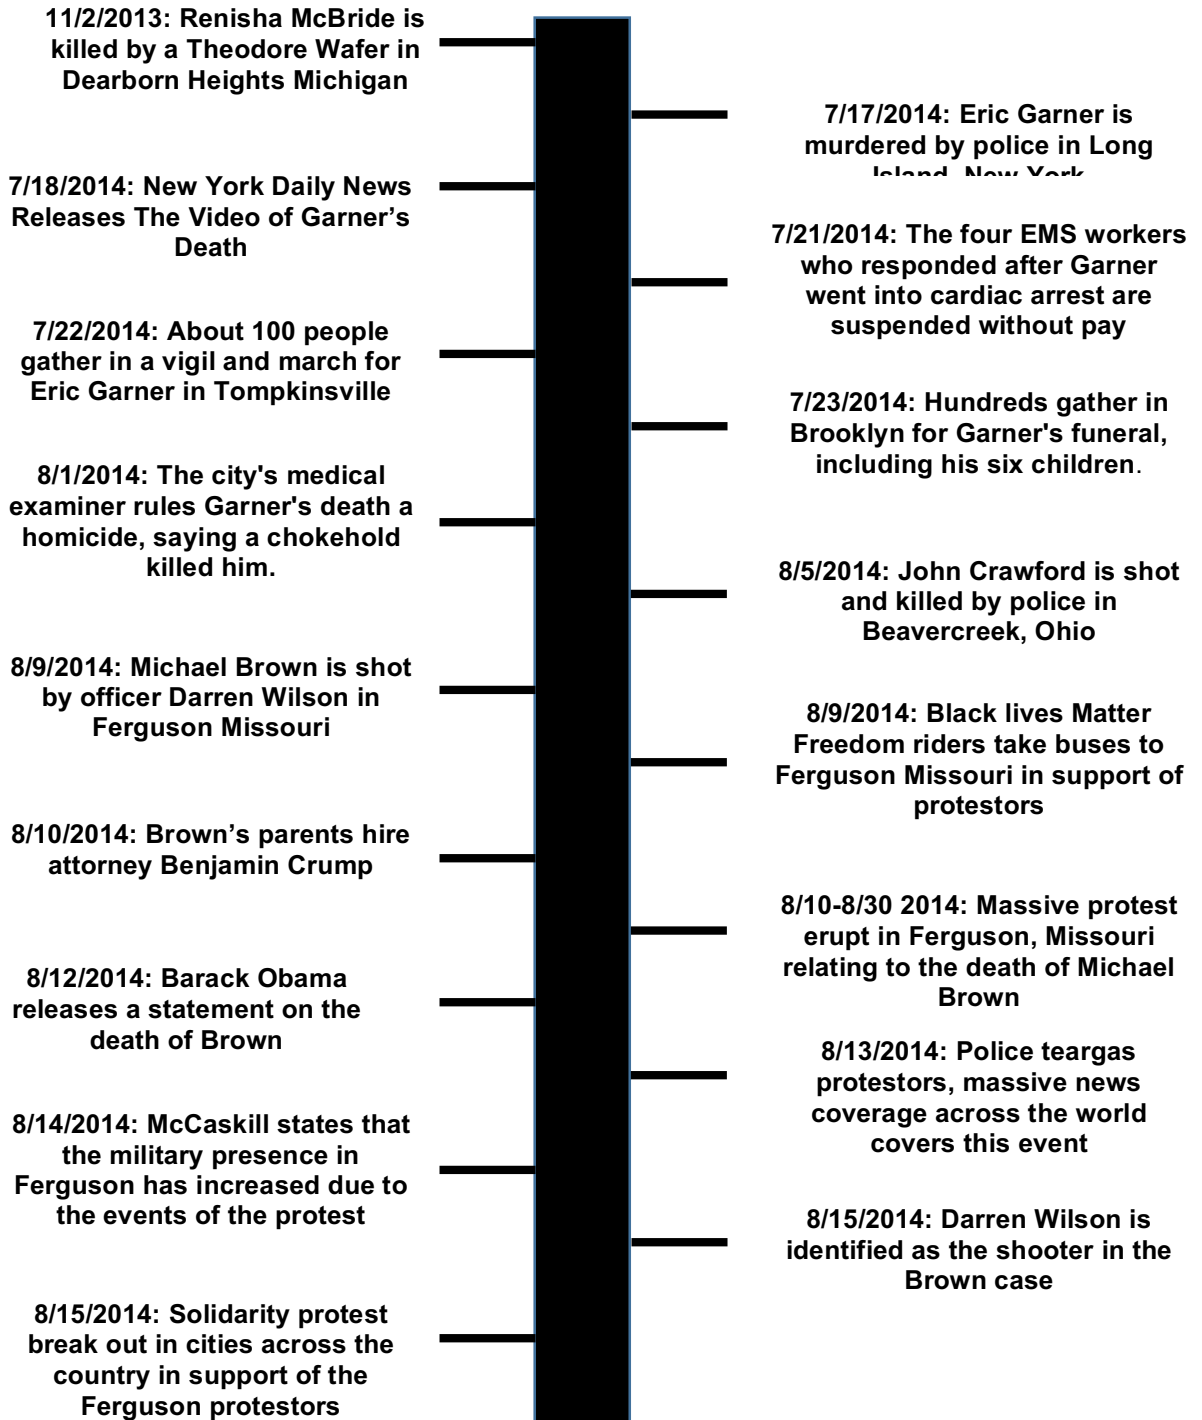 11/2/2013: Renisha McBride is
killed by a Theodore Wafer in
Dearborn Heights Michigan
7/17/2014: Eric Garner is
murdered by police in Long
Island, New York
7/18/2014: New York Daily News
Releases The Video of Garner’s
Death
7/21/2014: The four EMS workers
who responded after Garner
went into cardiac arrest are
suspended without pay
7/22/2014: About 100 people
gather in a vigil and march for
Eric Garner in Tompkinsville
7/23/2014: Hundreds gather in
Brooklyn for Garner's funeral,
including his six children.
8/1/2014: The city's medical
examiner rules Garner's death a
homicide, saying a chokehold
killed him.
8/5/2014: John Crawford is shot
and killed by police in
Beavercreek, Ohio
8/9/2014: Michael Brown is shot
by officer Darren Wilson in
Ferguson Missouri
8/9/2014: Black lives Matter
Freedom riders take buses to
Ferguson Missouri in support of
protestors
8/10/2014: Brown’s parents hire
attorney Benjamin Crump
8/10-8/30 2014: Massive protest
erupt in Ferguson, Missouri
relating to the death of Michael
Brown
8/12/2014: Barack Obama
releases a statement on the
death of Brown
8/13/2014: Police teargas
protestors, massive news
coverage across the world
covers this event
8/14/2014: McCaskill states that
the military presence in
Ferguson has increased due to
the events of the protest
8/15/2014: Darren Wilson is
identified as the shooter in the
Brown case
8/15/2014: Solidarity protest
break out in cities across the
country in support of the
Ferguson protestors